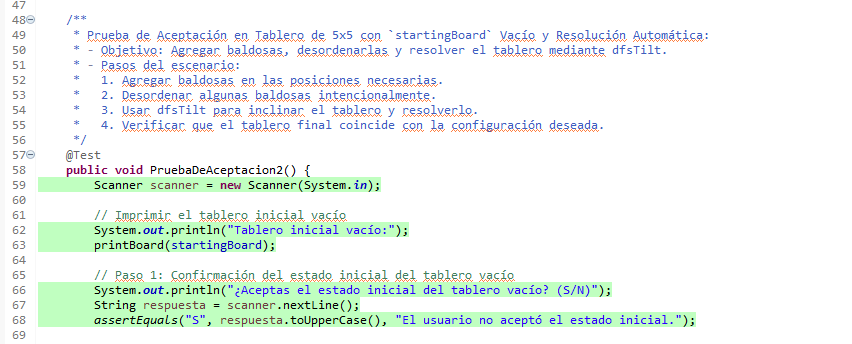 47
48 /**
49 * Prueba de Aceptación en Tablero de 5x5 con `startingBoard` Vacío y Resolución Automática:
50 * - Objetivo: Agregar baldosas, desordenarlas y resolver el tablero mediante dfsTilt.
51 * - Pasos del escenario:
52 *   1. Agregar baldosas en las posiciones necesarias.
53 *   2. Desordenar algunas baldosas intencionalmente.
54 *   3. Usar dfsTilt para inclinar el tablero y resolverlo.
55 *   4. Verificar que el tablero final coincide con la configuración deseada.
56 */
57 @Test
58 public void PruebaDeAceptacion2() {
59 Scanner scanner = new Scanner(System.in);
60
61 // Imprimir el tablero inicial vacío
62 System.out.println("Tablero inicial vacío:");
63 printBoard(startingBoard);
64
65 // Paso 1: Confirmación del estado inicial del tablero vacío
66 System.out.println("¿Aceptas el estado inicial del tablero vacío? (S/N)");
67 String respuesta = scanner.nextLine();
68 assertEquals("S", respuesta.toUpperCase(), "El usuario no aceptó el estado inicial.");
69